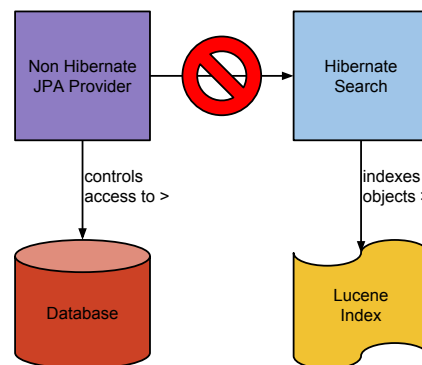 Non Hibernate
JPA Provider
Hibernate
Search
controls
access to >
indexes
objects >
Database
Lucene
Index